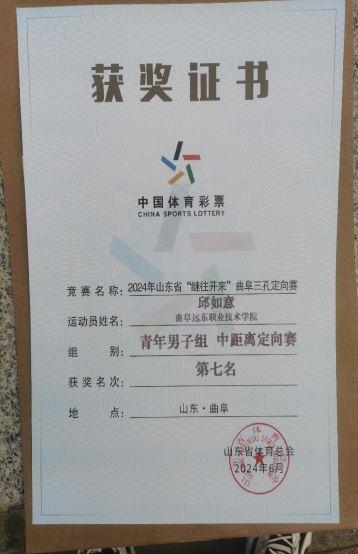 获奖证书
中国体育彩票
CHINA SPORTS LOTTERY
竞赛名称：2024年山东省“继往开来”曲阜三孔定向赛
邱如意
运动员姓名：曲阜远东职业技术学院
组别：青年男子组 中距离定向赛
获奖名次：第七名
地点：山东·曲阜
山东省体育总会
2024年6月